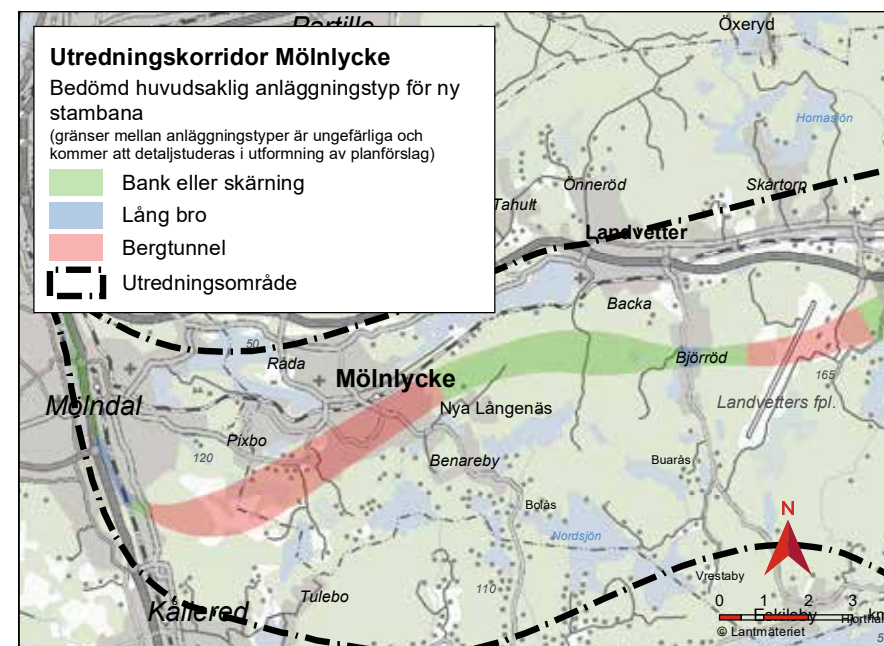 Partille
Öxeryd
Utredningskorridor Mölnlycke
Bedömd huvudsaklig anläggningstyp för ny
stambana
(gränser mellan anläggningstyper är ungefärliga och
kommer att detaljstuderas i utformning av planförslag)
Bank eller skärning
Lång bro
Bergtunnel
Utredningsområde
Hornasjön
Önneröd
Skårtorp
Tahult
Landvetter
Backa
50
Råda
Björröd
Mölnlycke
165
Mölndal
Nya Långenäs
Landvetters fpl.
Pixbo
120
Benareby
Buarås
Bolås
N
Nordsjön
Vrestaby
110
Tulebo
Kållered
0 1 2 3 km
Eskilsby
© Lantmäteriet
5